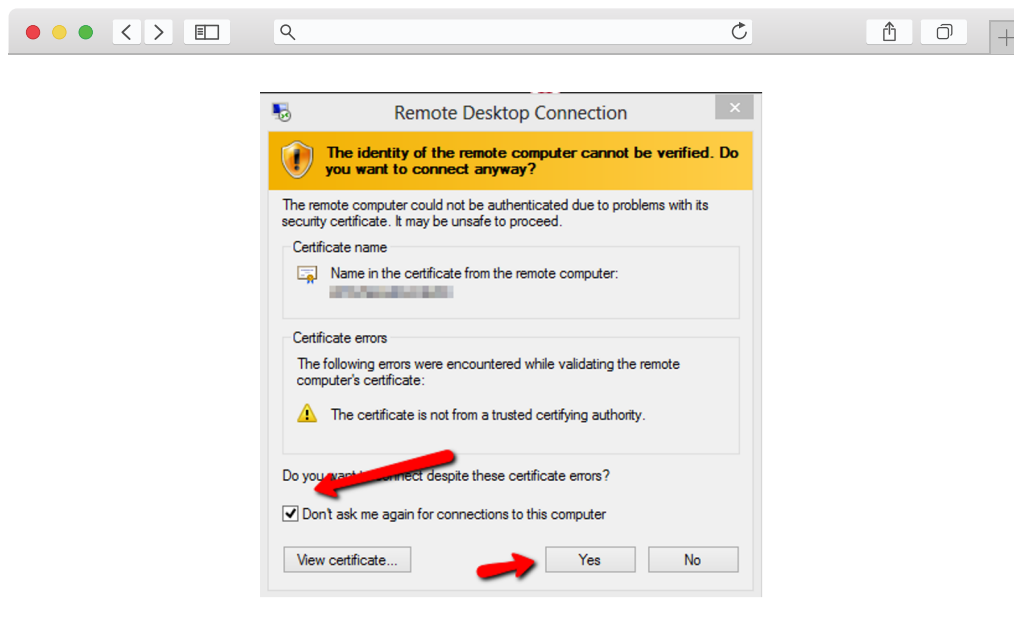 Remote Desktop Connection
The identity of the remote computer cannot be verified. Do
you want to connect anyway?
The remote computer could not be authenticated due to problems with its
security certificate. It may be unsafe to proceed.
Certificate name
Name in the certificate from the remote computer:
Certificate errors
The following errors were encountered while validating the remote
computer's certificate:
The certificate is not from a trusted certifying authority.
Do you want to connect despite these certificate errors?
Don't ask me again for connections to this computer
View certificate...
Yes
No